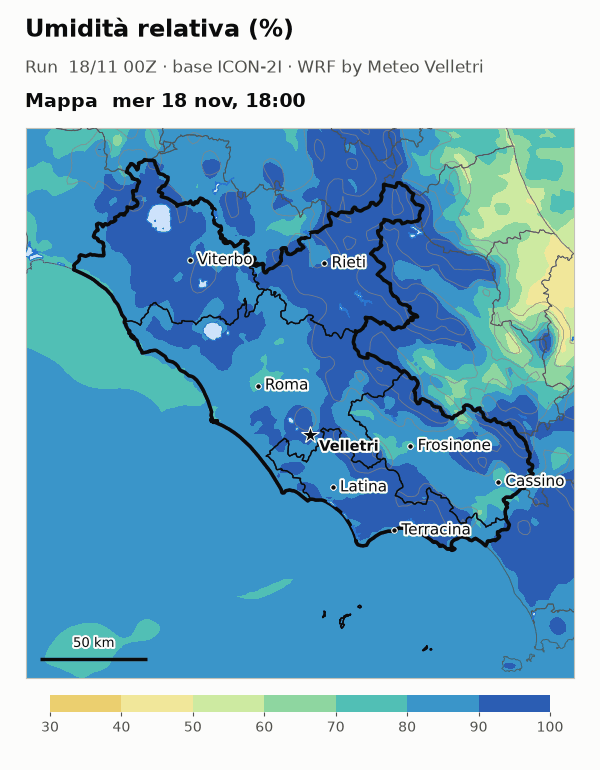 Umidità relativa (%)
Run  18/11 00Z · base ICON-2I · WRF by Meteo Velletri
Mappa  mer 18 nov, 18:00
Viterbo
Rieti
Roma
Velletri
Frosinone
Cassino
Latina
Terracina
50 km
30 40 50 60 70 80 90 100